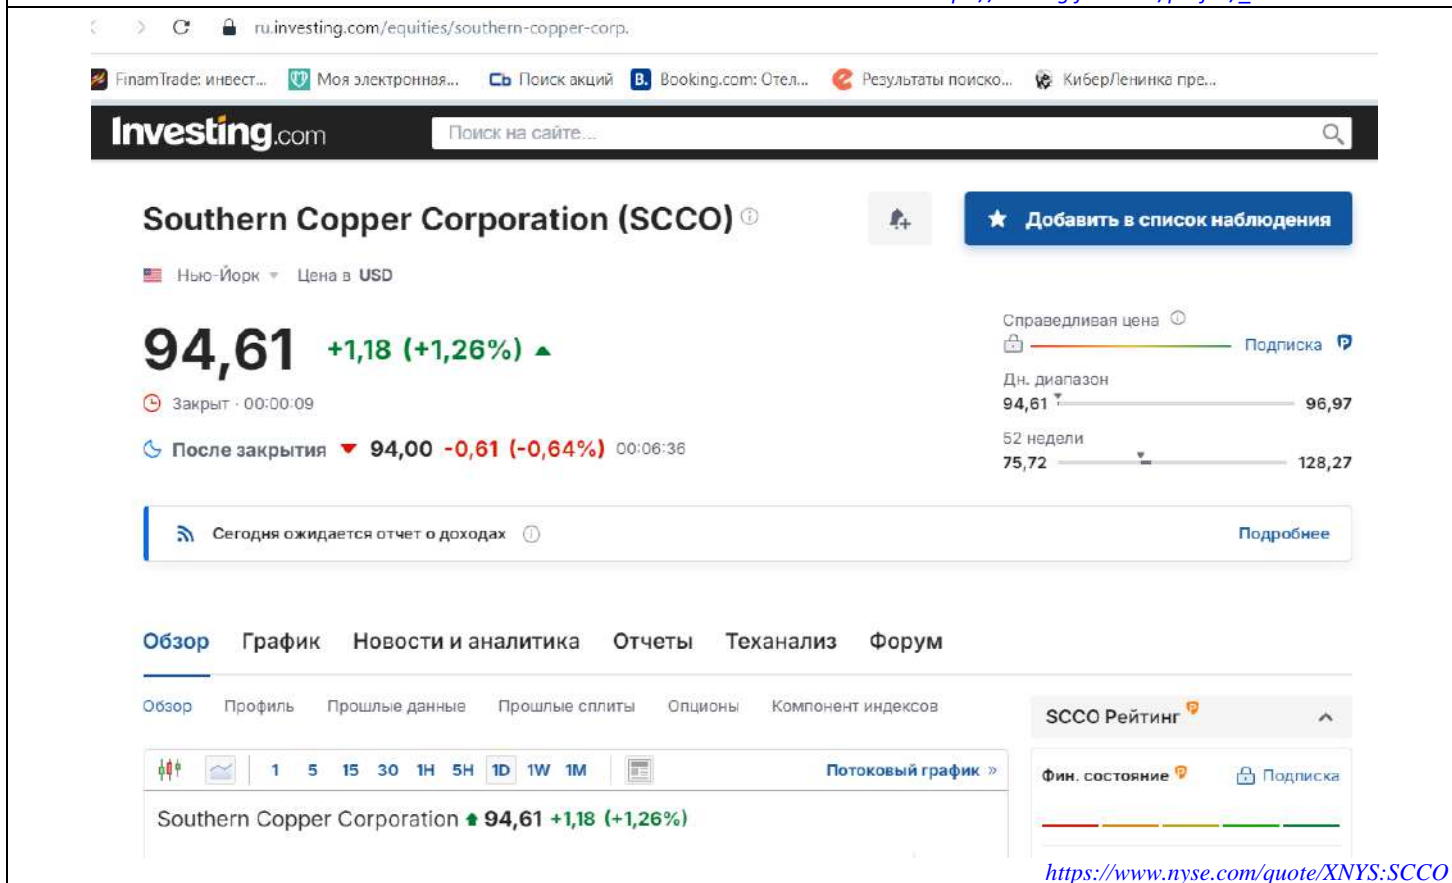 ru.investing.com/equities/southern-copper-corp.
FinamTrade: инвест... Моя электронная... Сь Поиск акций B. Booking.com: Отел... Результаты поиско... КиберЛенинка пре...
Investing.com Поиск на сайте...
Southern Copper Corporation (SCCO) Добавить в список наблюдения
Нью-Йорк Цена в USD
94,61 +1,18 (+1,26%)
Справедливая цена
Подписка
Закрыт · 00:00:09
Дн. диапазон
94,61 96,97
После закрытия 94,00 -0,61 (-0,64%) 00:06:36
52 недели
75,72 128,27
Сегодня ожидается отчет о доходах Подробнее
Обзор График Новости и аналитика Отчеты Теханализ Форум
Обзор Профиль Прошлые данные Прошлые сплиты Опционы Компонент индексов
SCCO Рейтинг
1 5 15 30 1H 5H 1D 1W 1M Потоковый график »
Фин. состояние Подписка
Southern Copper Corporation 94,61 +1,18 (+1,26%)
https://www.nyse.com/quote/XNYS:SCCO